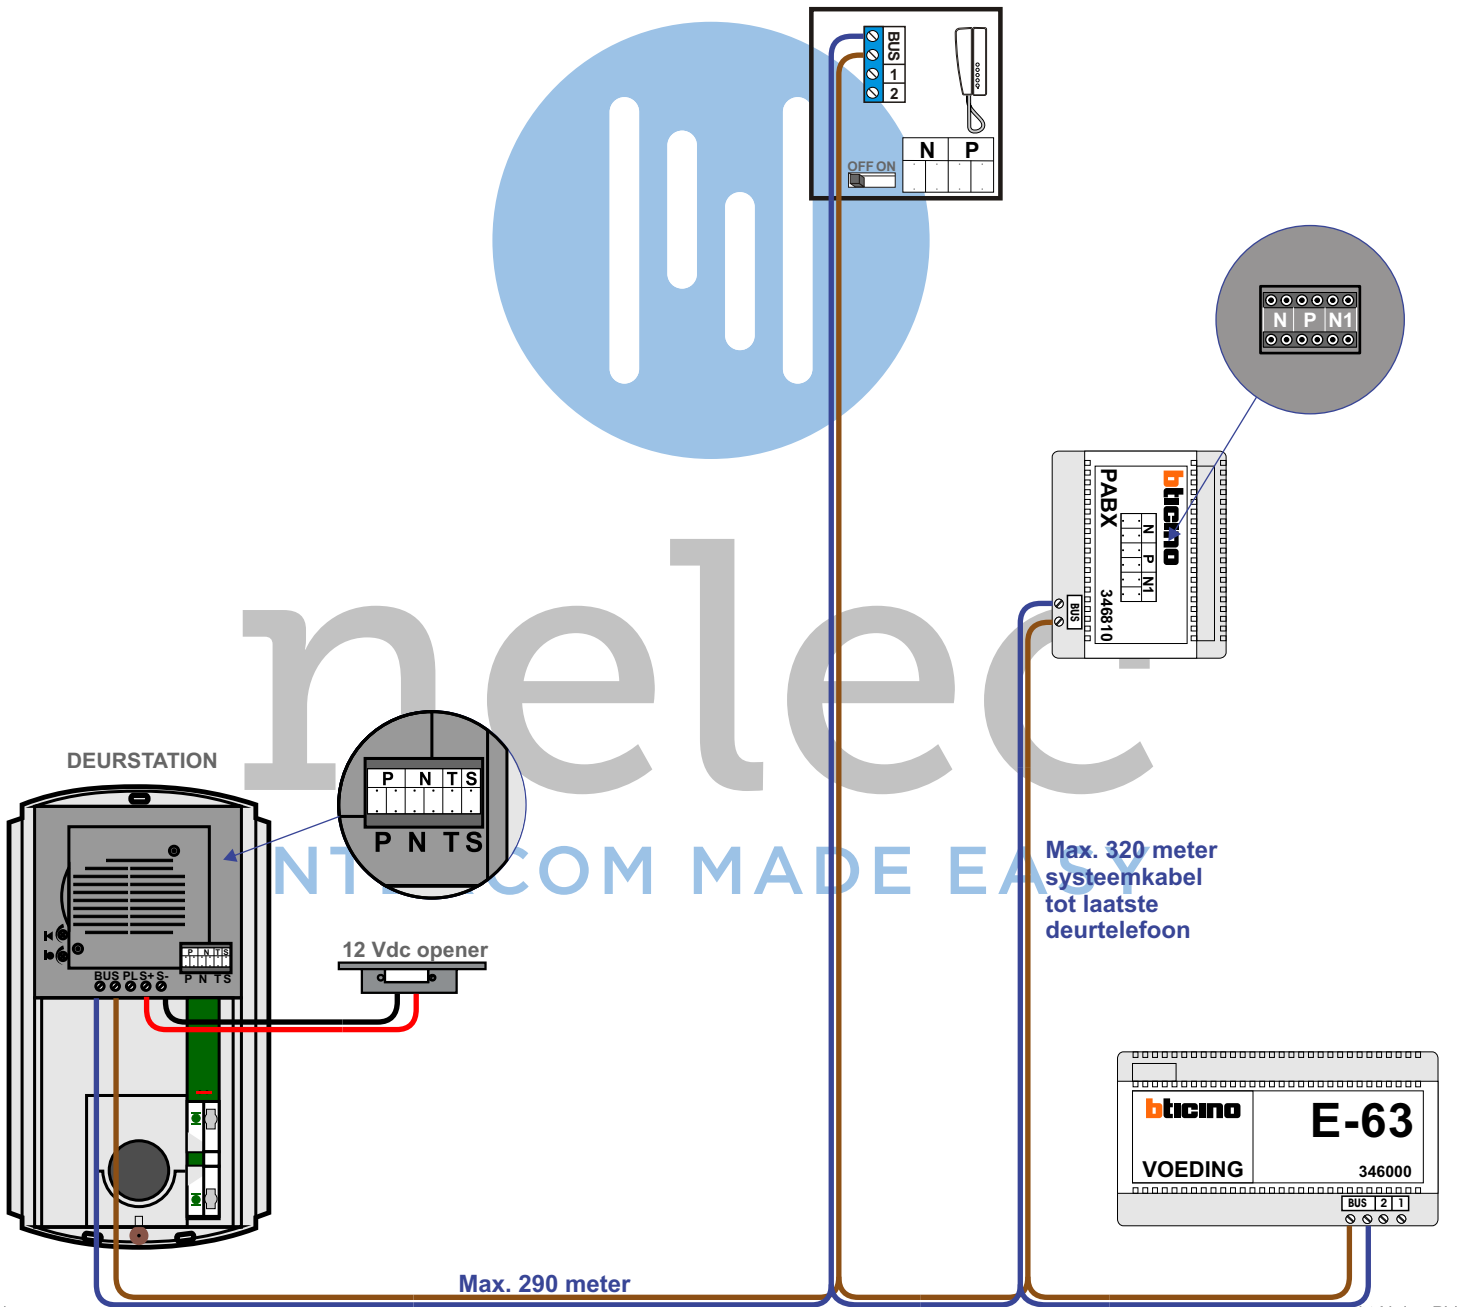 BUS
1
2
N P
OFF ON
N P N1
bticino
PABX
N P N1
346810
BUS
nelec
INTERCOM MADE EASY
DEURSTATION
P N T S
P N T S
P N T S
P N T S
BUS PL S+ S-
12 Vdc opener
Max. 320 meter
systeemkabel
tot laatste
deurtelefoon
bticino
E-63
VOEDING
346000
BUS 2 1
Max. 290 meter